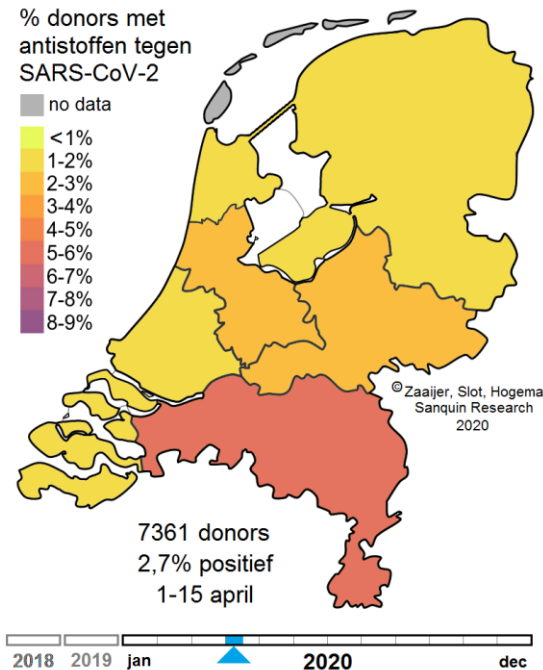 % donors met
antistoffen tegen
SARS-CoV-2
no data
<1%
1-2%
2-3%
3-4%
4-5%
5-6%
6-7%
7-8%
8-9%
© Zaaijer, Slot, Hogema
Sanquin Research
2020
7361 donors
2,7% positief
1-15 april
2018 2019 jan 2020 dec